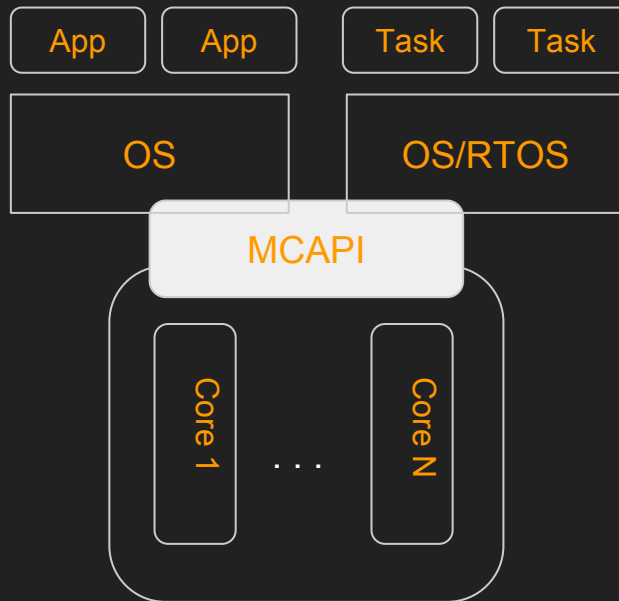 App
App
Task
Task
OS
OS/RTOS
MCAPI
Core 1
. . .
Core N